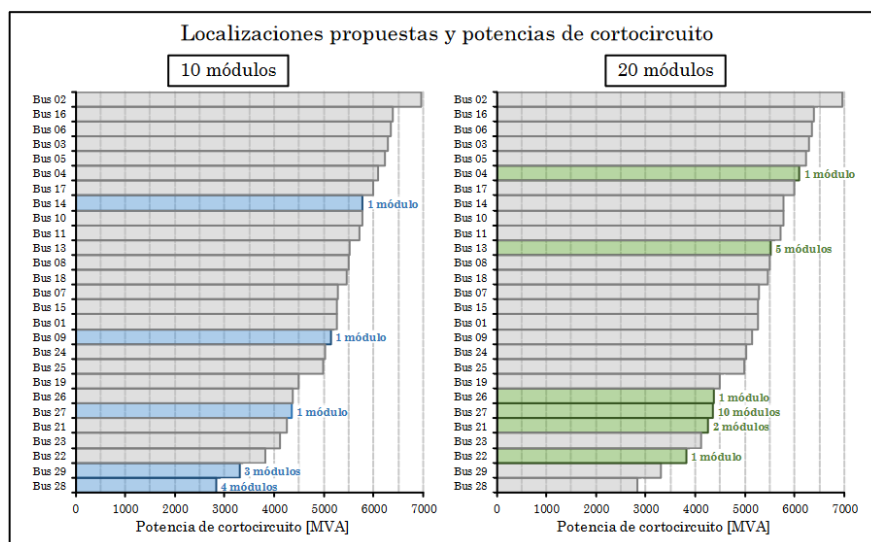 Localizaciones propuestas y potencias de cortocircuito
10 módulos
Bus 02
Bus 16
Bus 06
Bus 03
Bus 05
Bus 04
Bus 17
Bus 14
1 módulo
Bus 10
Bus 11
Bus 13
Bus 08
Bus 18
Bus 07
Bus 15
Bus 01
Bus 09
1 módulo
Bus 24
Bus 25
Bus 19
Bus 26
Bus 27
1 módulo
Bus 21
Bus 23
Bus 22
Bus 29
3 módulos
Bus 28
4 módulos
0 1000 2000 3000 4000 5000 6000 7000
Potencia de cortocircuito [MVA]
20 módulos
Bus 02
Bus 16
Bus 06
Bus 03
Bus 05
Bus 04
1 módulo
Bus 17
Bus 14
Bus 10
Bus 11
Bus 13
5 módulos
Bus 08
Bus 18
Bus 07
Bus 15
Bus 01
Bus 09
Bus 24
Bus 25
Bus 19
Bus 26
1 módulo
Bus 27
10 módulos
Bus 21
2 módulos
Bus 23
Bus 22
1 módulo
Bus 29
Bus 28
0 1000 2000 3000 4000 5000 6000 7000
Potencia de cortocircuito [MVA]